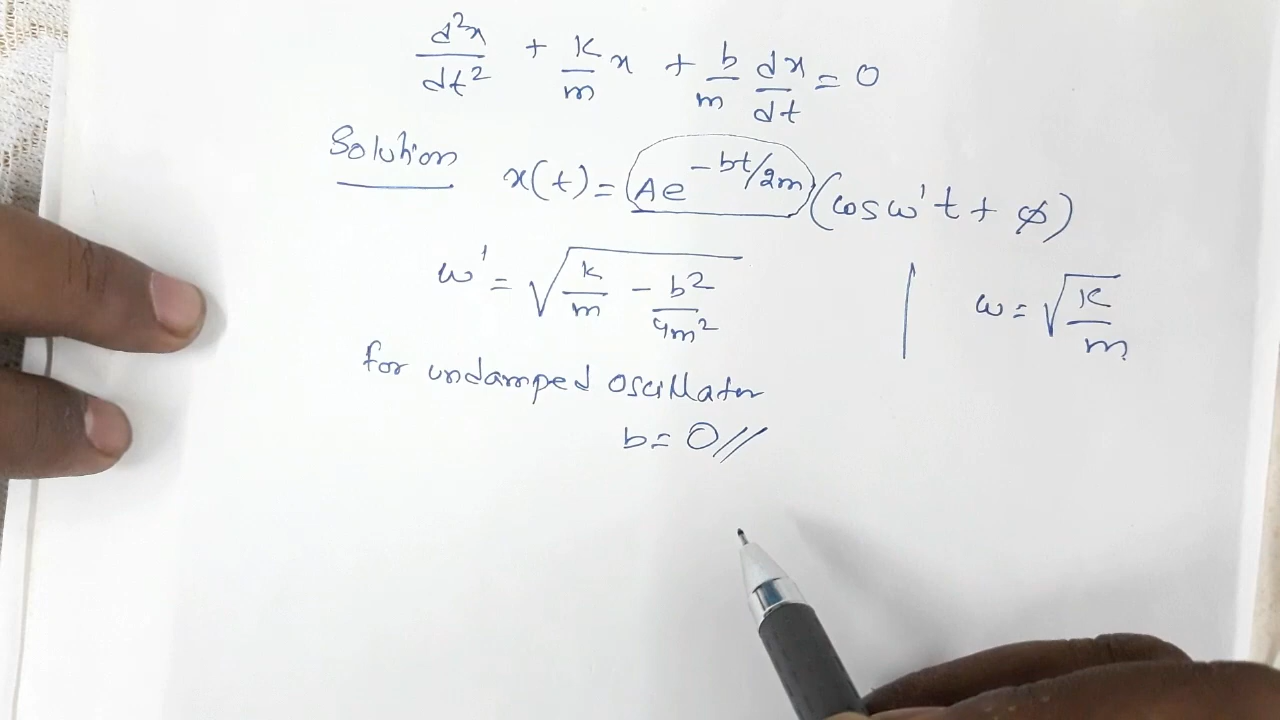 d²x/dt² + k/m x + b/m dx/dt = 0
Solution x(t) = Ae^(-bt/2m) (cos ω't + φ)
ω' = √(k/m - b²/4m²) | ω = √(k/m)
for undamped oscillator
b = 0 //